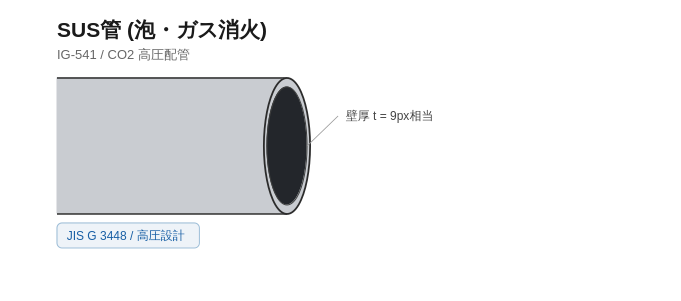 SUS管 (泡・ガス消火)
IG-541 / CO2 高圧配管
壁厚 t = 9px相当
JIS G 3448 / 高圧設計